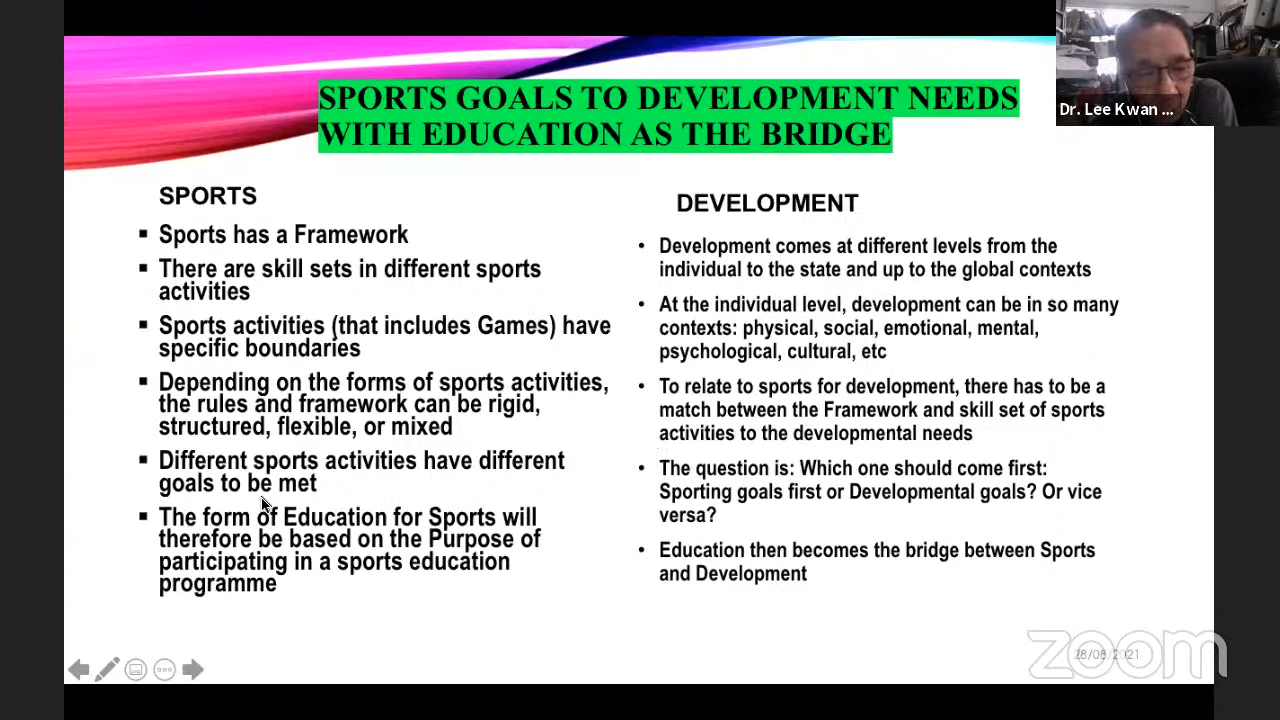 SPORTS GOALS TO DEVELOPMENT NEEDS
WITH EDUCATION AS THE BRIDGE
Dr. Lee Kwan ...
SPORTS
▪ Sports has a Framework
▪ There are skill sets in different sports
activities
▪ Sports activities (that includes Games) have
specific boundaries
▪ Depending on the forms of sports activities,
the rules and framework can be rigid,
structured, flexible, or mixed
▪ Different sports activities have different
goals to be met
▪ The form of Education for Sports will
therefore be based on the Purpose of
participating in a sports education
programme
DEVELOPMENT
• Development comes at different levels from the
individual to the state and up to the global contexts
• At the individual level, development can be in so many
contexts: physical, social, emotional, mental,
psychological, cultural, etc
• To relate to sports for development, there has to be a
match between the Framework and skill set of sports
activities to the developmental needs
• The question is: Which one should come first:
Sporting goals first or Developmental goals? Or vice
versa?
• Education then becomes the bridge between Sports
and Development
zoom
28/08/2021